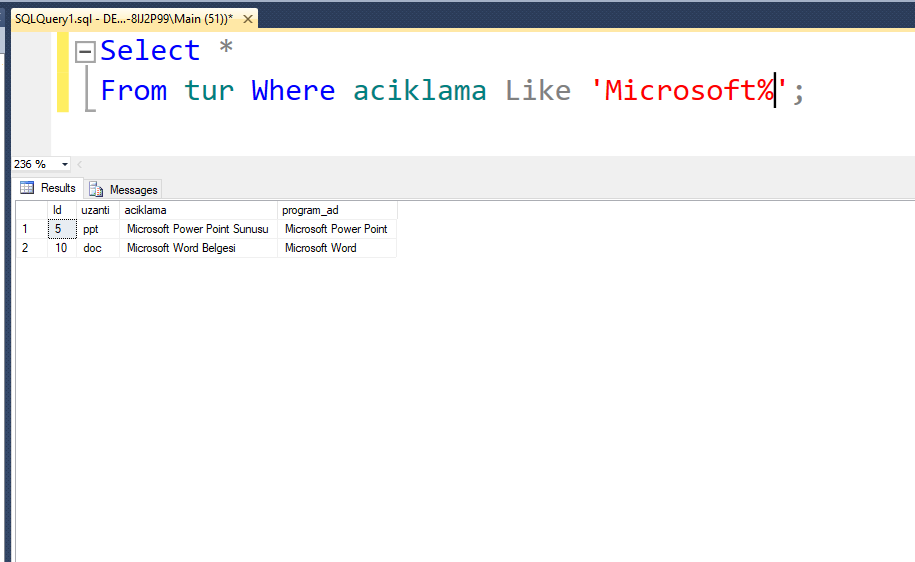 SQLQuery1.sql - DE...-8IJ2P99\Main (51))*
Select *
From tur Where aciklama Like 'Microsoft%';
236 %
Results Messages
Id uzanti aciklama program_ad
1 5 ppt Microsoft Power Point Sunusu Microsoft Power Point
2 10 doc Microsoft Word Belgesi Microsoft Word